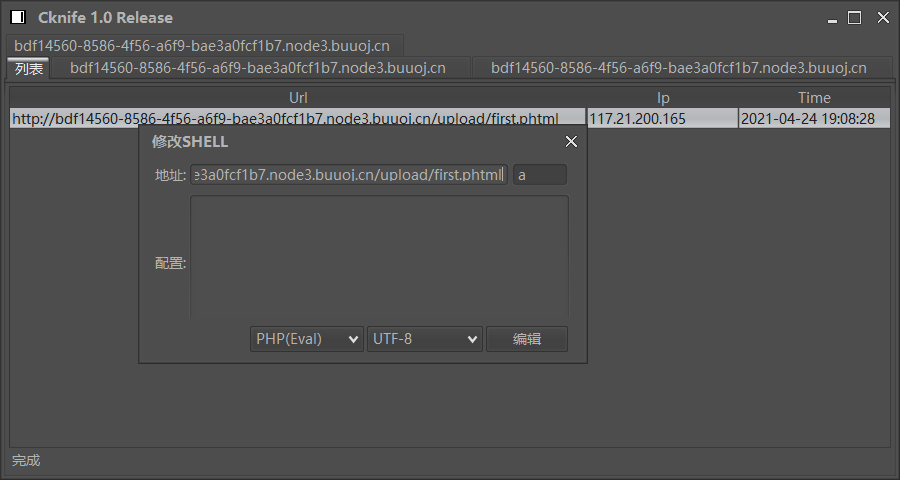 Cknife 1.0 Release
bdf14560-8586-4f56-a6f9-bae3a0fcf1b7.node3.buuoj.cn
列表 bdf14560-8586-4f56-a6f9-bae3a0fcf1b7.node3.buuoj.cn bdf14560-8586-4f56-a6f9-bae3a0fcf1b7.node3.buuoj.cn
Url Ip Time
http://bdf14560-8586-4f56-a6f9-bae3a0fcf1b7.node3.buuoj.cn/upload/first.phtml 117.21.200.165 2021-04-24 19:08:28
修改SHELL
地址: e3a0fcf1b7.node3.buuoj.cn/upload/first.phtml a
配置:
PHP(Eval) UTF-8 编辑
完成